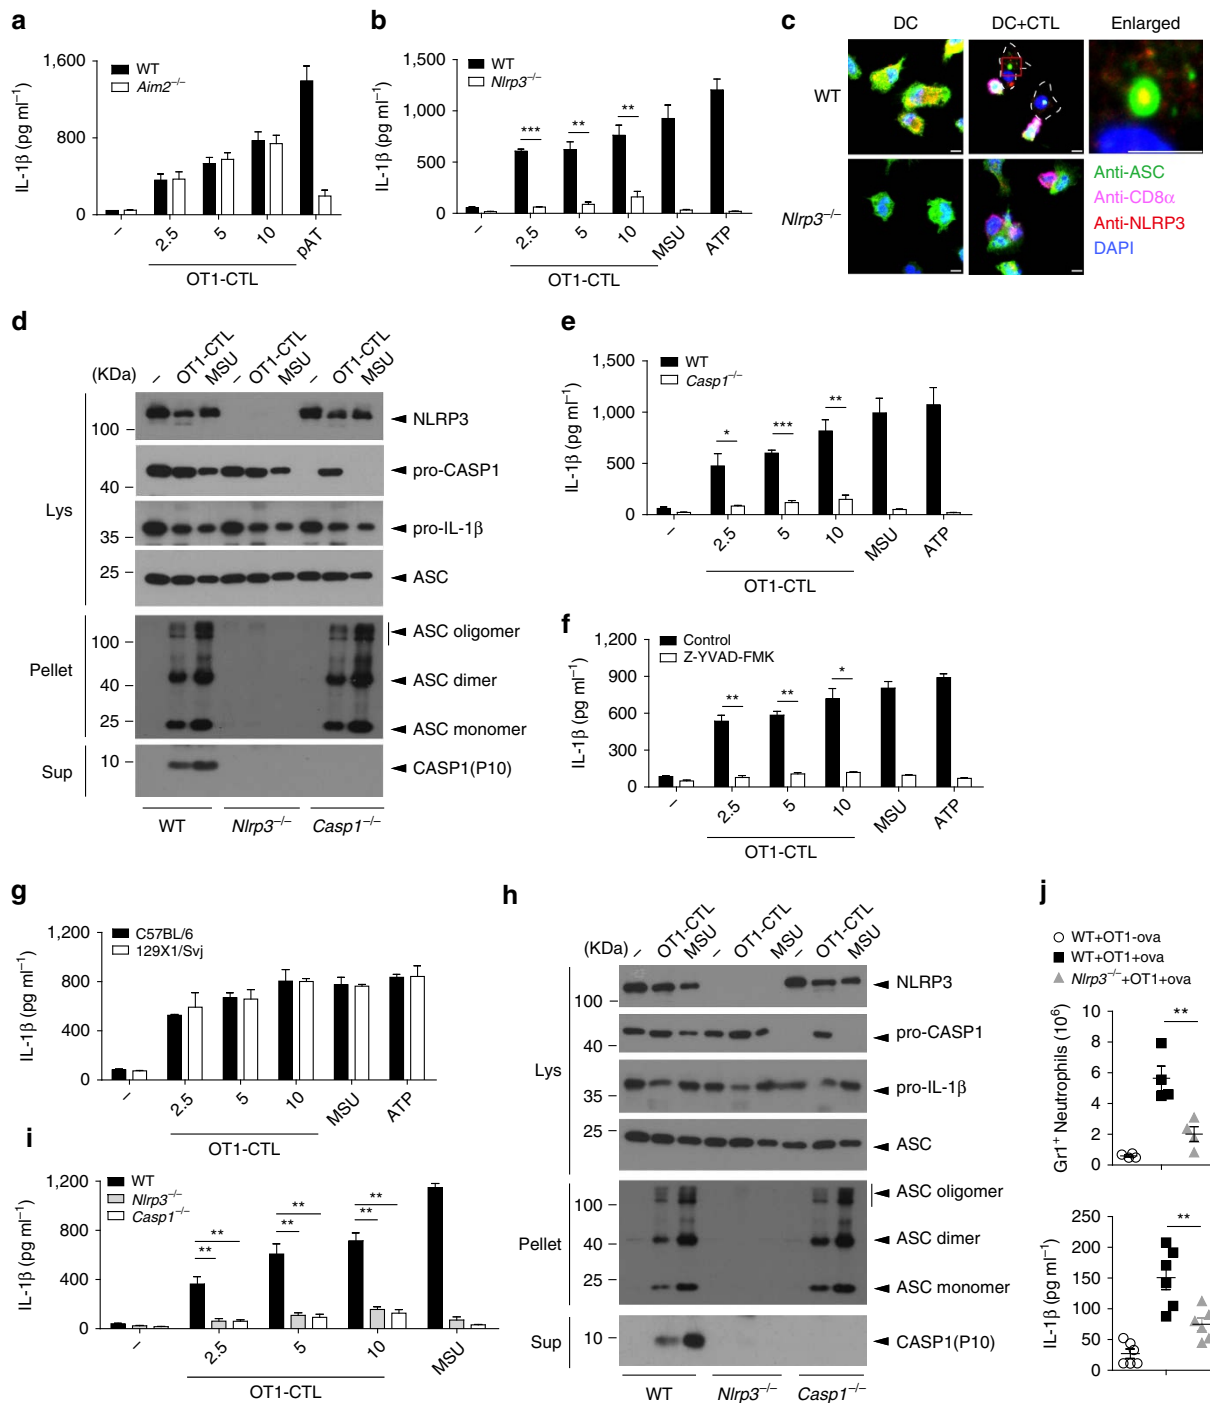 a
IL-1β (pg ml⁻¹)
1,600
800
0
WT
Aim2⁻/⁻
–
2.5
5
10
pAT
OT1-CTL
b
IL-1β (pg ml⁻¹)
1,500
1,000
500
0
WT
Nlrp3⁻/⁻
***
**
**
–
2.5
5
10
MSU
ATP
OT1-CTL
c
DC
DC+CTL
Enlarged
WT
Nlrp3⁻/⁻
Anti-ASC
Anti-CD8α
Anti-NLRP3
DAPI
d
(KDa)
– OT1-CTL MSU – OT1-CTL MSU – OT1-CTL MSU
Lys
100
NLRP3
40
pro-CASP1
35
pro-IL-1β
25
ASC
Pellet
100
ASC oligomer
40
ASC dimer
25
ASC monomer
Sup
10
CASP1(P10)
WT
Nlrp3⁻/⁻
Casp1⁻/⁻
e
IL-1β (pg ml⁻¹)
1,500
1,000
500
0
WT
Casp1⁻/⁻
*
***
**
–
2.5
5
10
MSU
ATP
OT1-CTL
f
IL-1β (pg ml⁻¹)
1,200
900
600
300
0
Control
Z-YVAD-FMK
**
**
*
–
2.5
5
10
MSU
ATP
OT1-CTL
g
IL-1β (pg ml⁻¹)
1,200
800
400
0
C57BL/6
129X1/Svj
–
2.5
5
10
MSU
ATP
OT1-CTL
h
(KDa)
– OT1-CTL MSU – OT1-CTL MSU – OT1-CTL MSU
Lys
100
NLRP3
40
pro-CASP1
35
pro-IL-1β
25
ASC
Pellet
100
ASC oligomer
40
ASC dimer
25
ASC monomer
Sup
10
CASP1(P10)
WT
Nlrp3⁻/⁻
Casp1⁻/⁻
i
IL-1β (pg ml⁻¹)
1,200
800
400
0
WT
Nlrp3⁻/⁻
Casp1⁻/⁻
**
**
**
**
**
**
–
2.5
5
10
MSU
OT1-CTL
j
WT+OT1-ova
WT+OT1+ova
Nlrp3⁻/⁻+OT1+ova
Gr1⁺ Neutrophils (10⁶)
10
8
6
4
2
0
**
IL-1β (pg ml⁻¹)
250
200
150
100
50
0
**